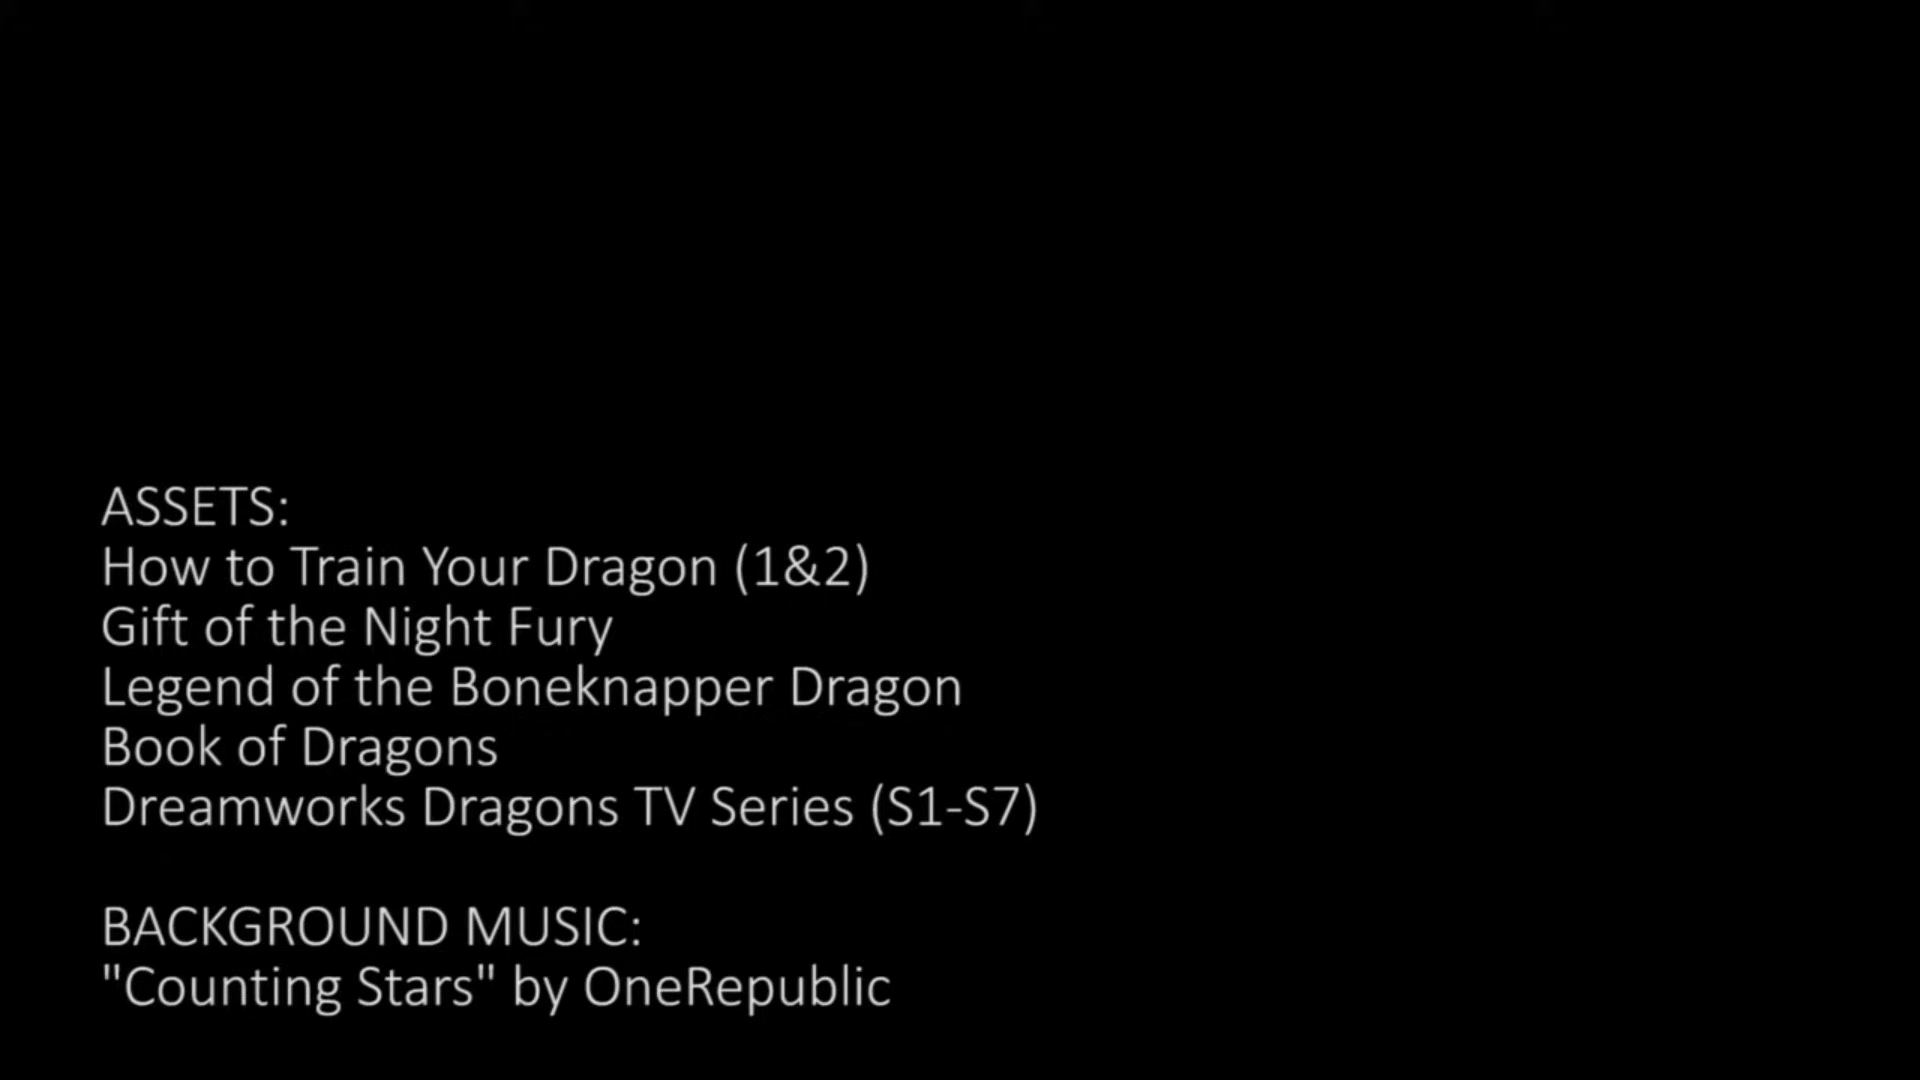 ASSETS:
How to Train Your Dragon (1&2)
Gift of the Night Fury
Legend of the Boneknapper Dragon
Book of Dragons
Dreamworks Dragons TV Series (S1-S7)
BACKGROUND MUSIC:
"Counting Stars" by OneRepublic